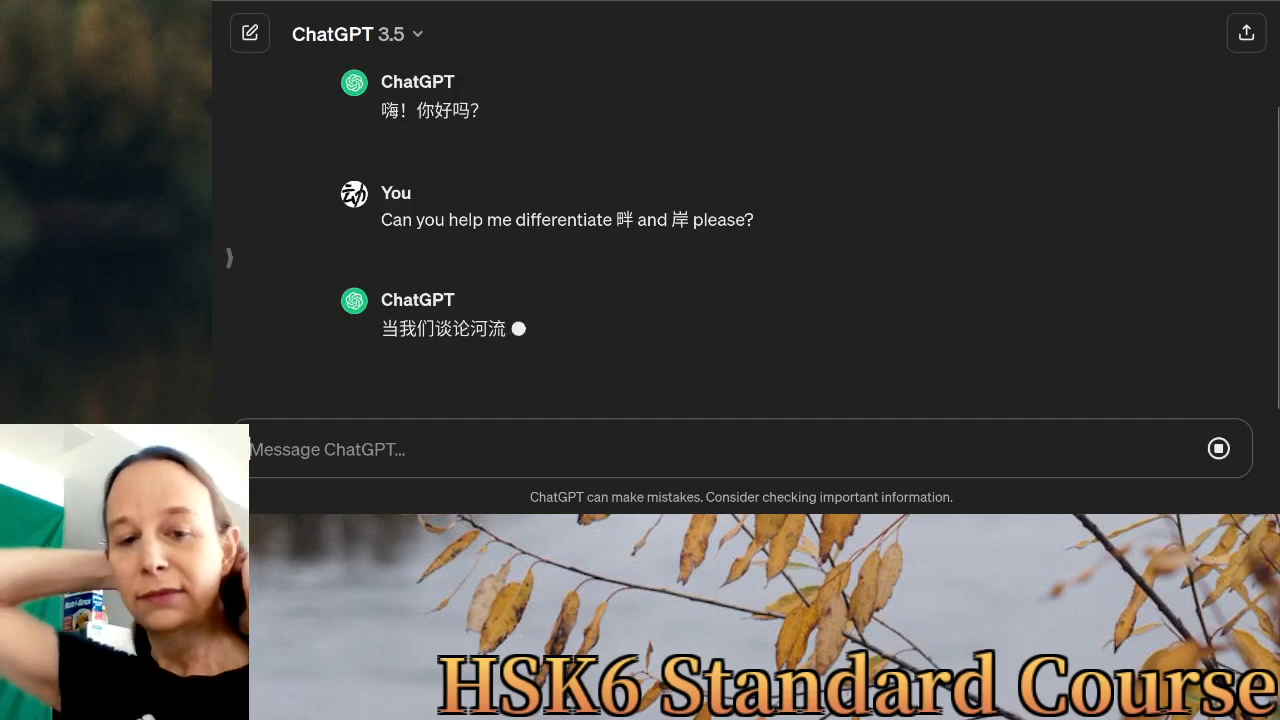 ChatGPT 3.5
ChatGPT
嗨！你好吗？
You
Can you help me differentiate 畔 and 岸 please?
ChatGPT
当我们谈论河流
Message ChatGPT...
ChatGPT can make mistakes. Consider checking important information.
HSK6 Standard Course